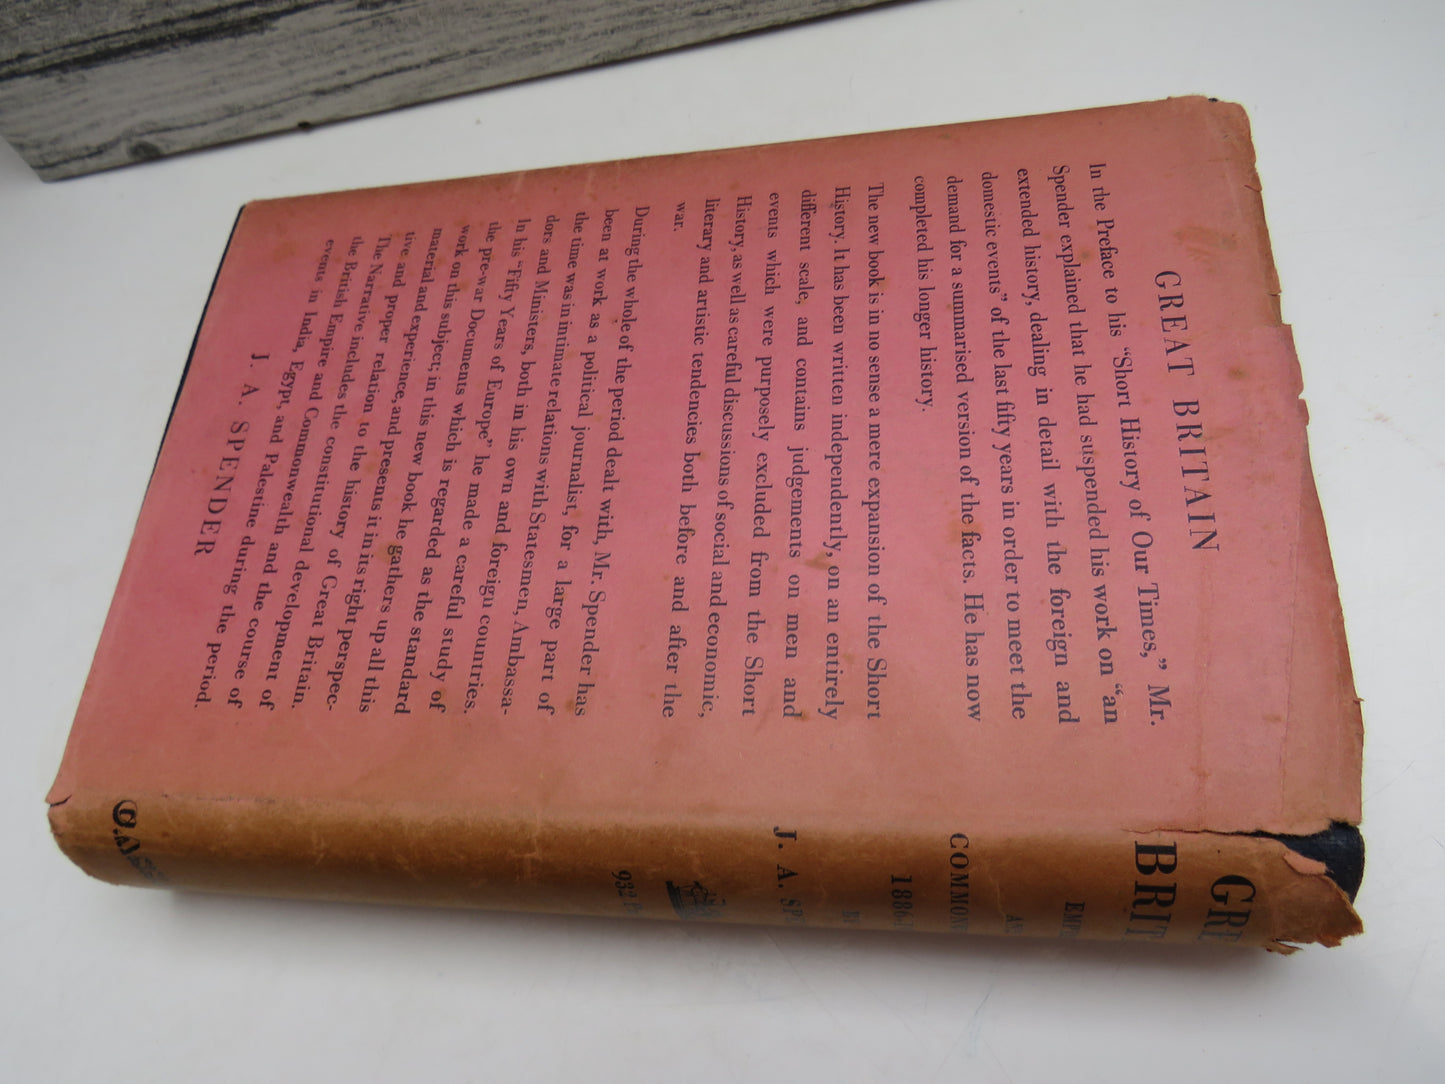 GREAT BRITAIN
In the Preface to his “Short History of Our Times,” Mr.
Spender explained that he had suspended his work on “an
extended history, dealing in detail with the foreign and
domestic events” of the last fifty years in order to meet the
demand for a summarised version of the facts. He has now
completed his longer history.
The new book is in no sense a mere expansion of the Short
History. It has been written independently, on an entirely
different scale, and contains judgements on men and
events which were purposely excluded from the Short
History, as well as careful discussions of social and economic,
literary and artistic tendencies both before and after the
war.
During the whole of the period dealt with, Mr. Spender has
been at work as a political journalist, for a large part of
the time was in intimate relations with Statesmen, Ambassa-
dors and Ministers, both in his own and foreign countries.
In his “Fifty Years of Europe” he made a careful study of
the pre-war Documents which is regarded as the standard
work on this subject; in this new book he gathers up all this
material and experience, and presents it in its right perspec-
tive and proper relation to the history of Great Britain.
The Narrative includes the constitutional development of
the British Empire and Commonwealth and the course of
events in India, Egypt, and Palestine during the period.
J. A. SPENDER
BRIT
COMMON
J. A. SP